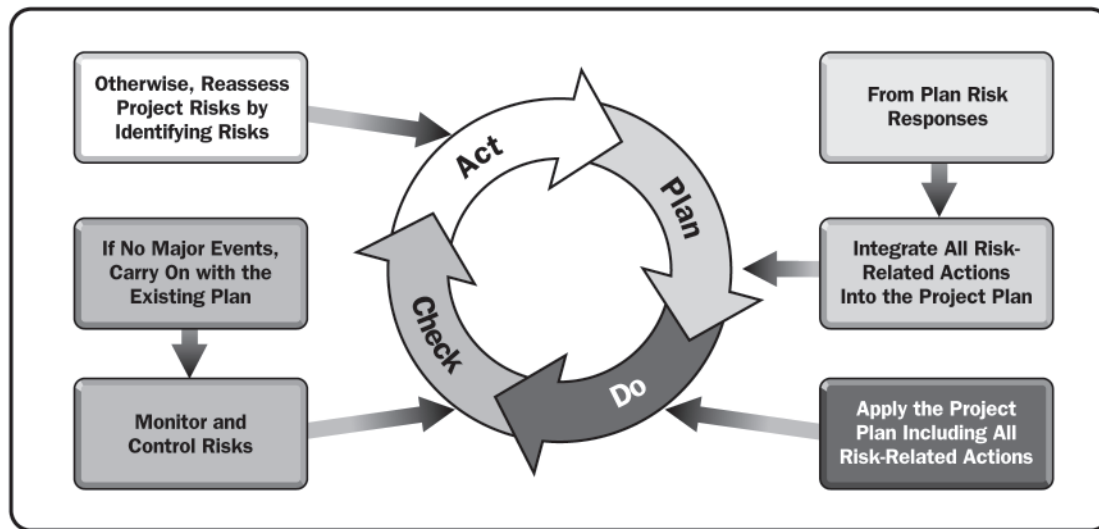 Otherwise, Reassess
Project Risks by
Identifying Risks
If No Major Events,
Carry On with the
Existing Plan
Monitor and
Control Risks
Act
Plan
Do
Check
From Plan Risk
Responses
Integrate All Risk-
Related Actions
Into the Project Plan
Apply the Project
Plan Including All
Risk-Related Actions